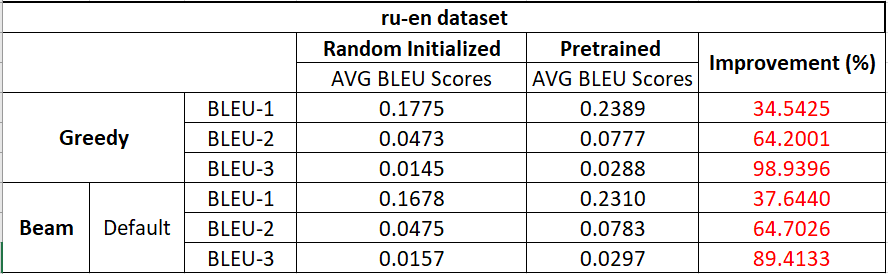 ru-en dataset
Random Initialized Pretrained Improvement (%)
AVG BLEU Scores AVG BLEU Scores
Greedy BLEU-1 0.1775 0.2389 34.5425
BLEU-2 0.0473 0.0777 64.2001
BLEU-3 0.0145 0.0288 98.9396
Beam Default BLEU-1 0.1678 0.2310 37.6440
BLEU-2 0.0475 0.0783 64.7026
BLEU-3 0.0157 0.0297 89.4133